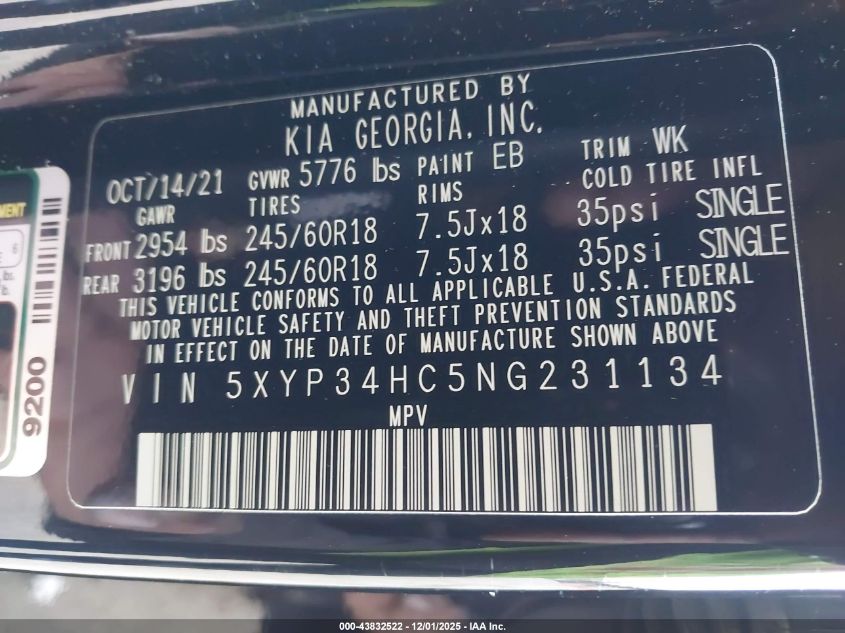 MANUFACTURED BY
KIA GEORGIA, INC.
OCT/14/21 GVWR 5776 lbs PAINT EB TRIM WK
GAWR TIRES RIMS COLD TIRE INFL
FRONT 2954 lbs 245/60R18 7.5Jx18 35psi SINGLE
REAR 3196 lbs 245/60R18 7.5Jx18 35psi SINGLE
THIS VEHICLE CONFORMS TO ALL APPLICABLE U.S.A. FEDERAL
MOTOR VEHICLE SAFETY AND THEFT PREVENTION STANDARDS
IN EFFECT ON THE DATE OF MANUFACTURE SHOWN ABOVE
VIN 5XYP34HC5NG231134
MPV
6
9200
000-43832522 - 12/01/2025 - IAA Inc.